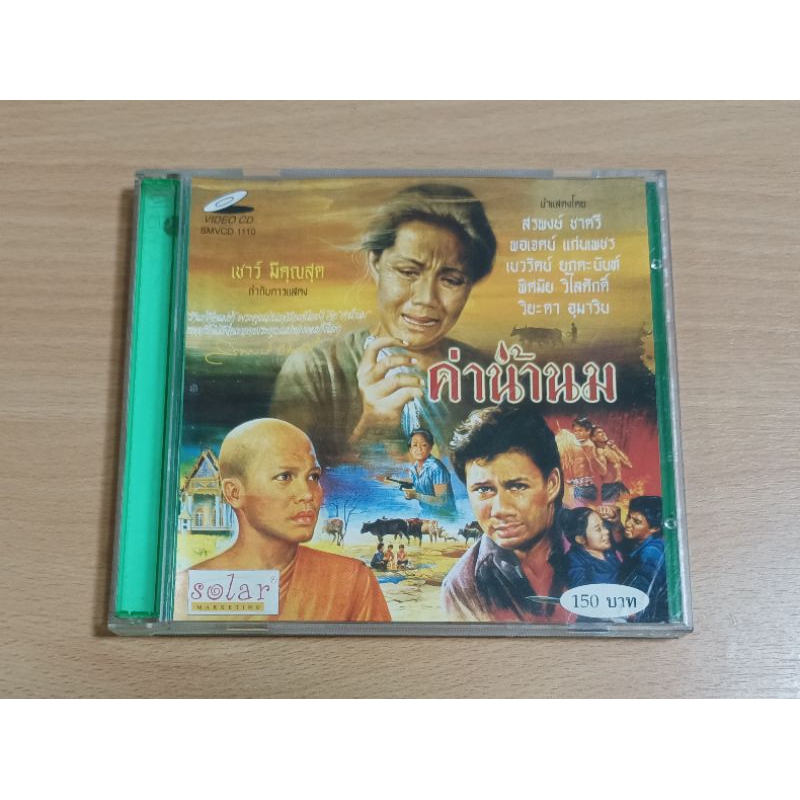 VIDEO CD
SMVCD 1110
เชาว์ มีคุณสุต
กำกับการแสดง
นำแสดงโดย
สรพงษ์ ชาตรี
พอเจตน์ แก่นเพชร
เนาวรัตน์ ยุกตะนันท์
พิศมัย วิไลศักดิ์
วิยะดา อุมารินทร์
ค่าน้ำนม
solar
MARKETING
150 บาท